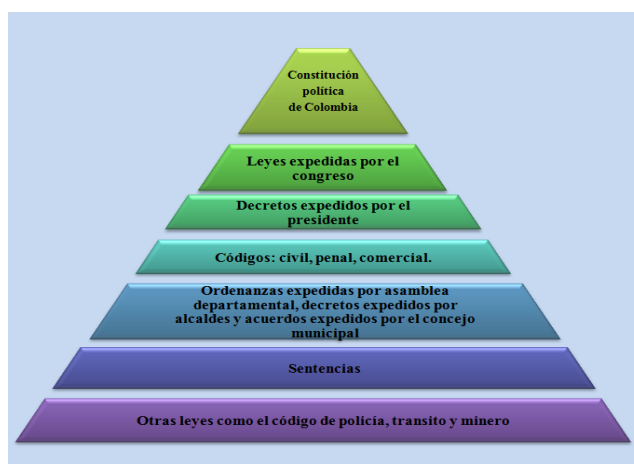 Constitución
política
de Colombia
Leyes expedidas por el
congreso
Decretos expedidos por el
presidente
Códigos: civil, penal, comercial.
Ordenanzas expedidas por asamblea
departamental, decretos expedidos por
alcaldes y acuerdos expedidos por el concejo
municipal
Sentencias
Otras leyes como el código de policía, transito y minero